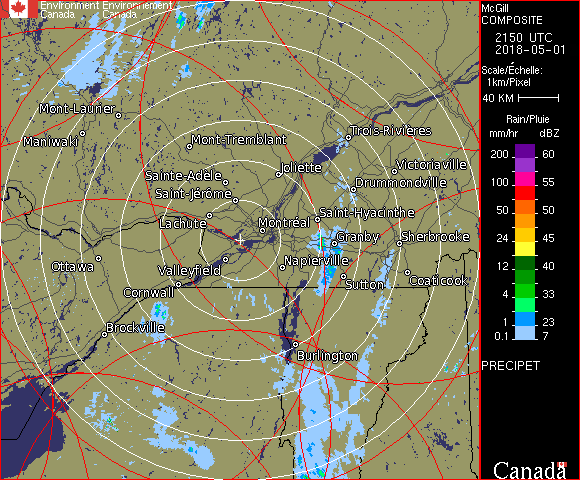 Environment Environnement
Canada Canada
McGill
COMPOSITE
2150 UTC
2018-05-01
Scale/Échelle:
1km/Pixel
40 KM
Rain/Pluie
mm/hr dBZ
200 60
150 55
100 55
50 50
24 45
12 40
4 33
1 23
0.1 7
PRECIPET
Canada
Mont-Laurier
Maniwaki
Mont-Tremblant
Trois-Rivières
Joliette
Victoriaville
Sainte-Adèle
Drummondville
Saint-Jérôme
Lachute
Saint-Hyacinthe
Montréal
Granby
Sherbrooke
Ottawa
Valleyfield
Napierville
Cornwall
Sutton
Coaticook
Brockville
Burlington